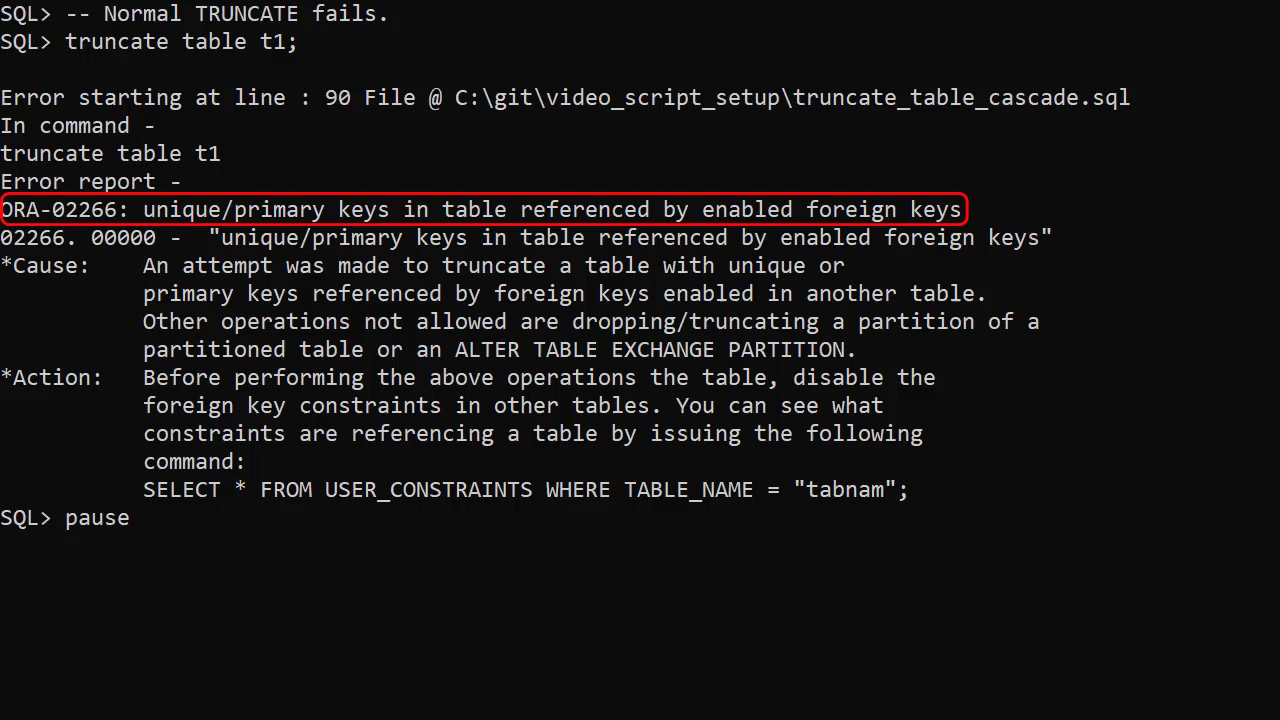 SQL> -- Normal TRUNCATE fails.
SQL> truncate table t1;
Error starting at line : 90 File @ C:\git\video_script_setup\truncate_table_cascade.sql
In command -
truncate table t1
Error report -
ORA-02266: unique/primary keys in table referenced by enabled foreign keys
02266. 00000 -  "unique/primary keys in table referenced by enabled foreign keys"
*Cause:    An attempt was made to truncate a table with unique or
           primary keys referenced by foreign keys enabled in another table.
           Other operations not allowed are dropping/truncating a partition of a
           partitioned table or an ALTER TABLE EXCHANGE PARTITION.
*Action:   Before performing the above operations the table, disable the
           foreign key constraints in other tables. You can see what
           constraints are referencing a table by issuing the following
           command:
           SELECT * FROM USER_CONSTRAINTS WHERE TABLE_NAME = "tabnam";
SQL> pause